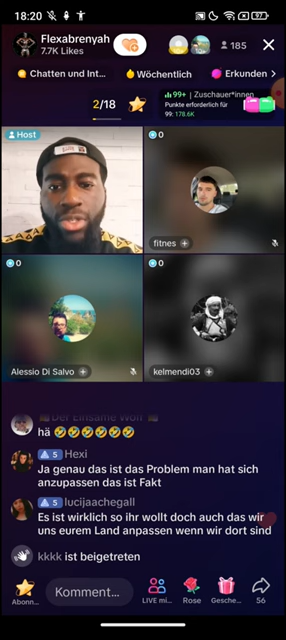 18:20
97
Flexabrenyah
7.7K Likes
185
Chatten und Int...
Wöchentlich
Erkunden
2/18
99+ | Zuschauer*innen
Punkte erforderlich für
99: 178.6K
Host
0
fitnes
0
0
Alessio Di Salvo
kelmendi03
Der Einsame Wolf
hä 🤣🤣🤣🤣🤣🤣
5 Hexi
Ja genau das ist das Problem man hat sich
anzupassen das ist Fakt
5 lucijaachegall
Es ist wirklich so ihr wollt doch auch das wir
uns eurem Land anpassen wenn wir dort sind
kkkk ist beigetreten
Kommentar...
Abonn...
LIVE mi...
Rose
Gesche...
56